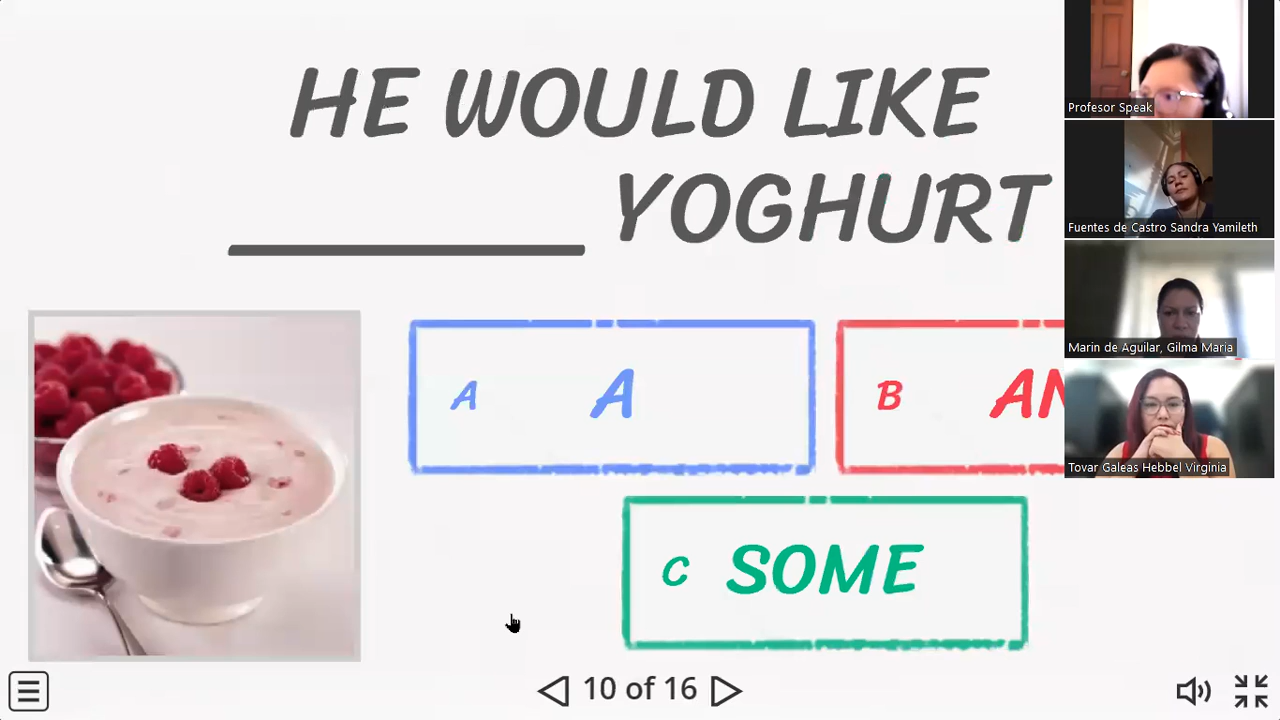 HE WOULD LIKE
YOGHURT
A A
B AN
C SOME
10 of 16
Profesor Speak
Fuentes de Castro Sandra Yamileth
Marin de Aguilar, Gilma Maria
Tovar Galeas Hebbel Virginia